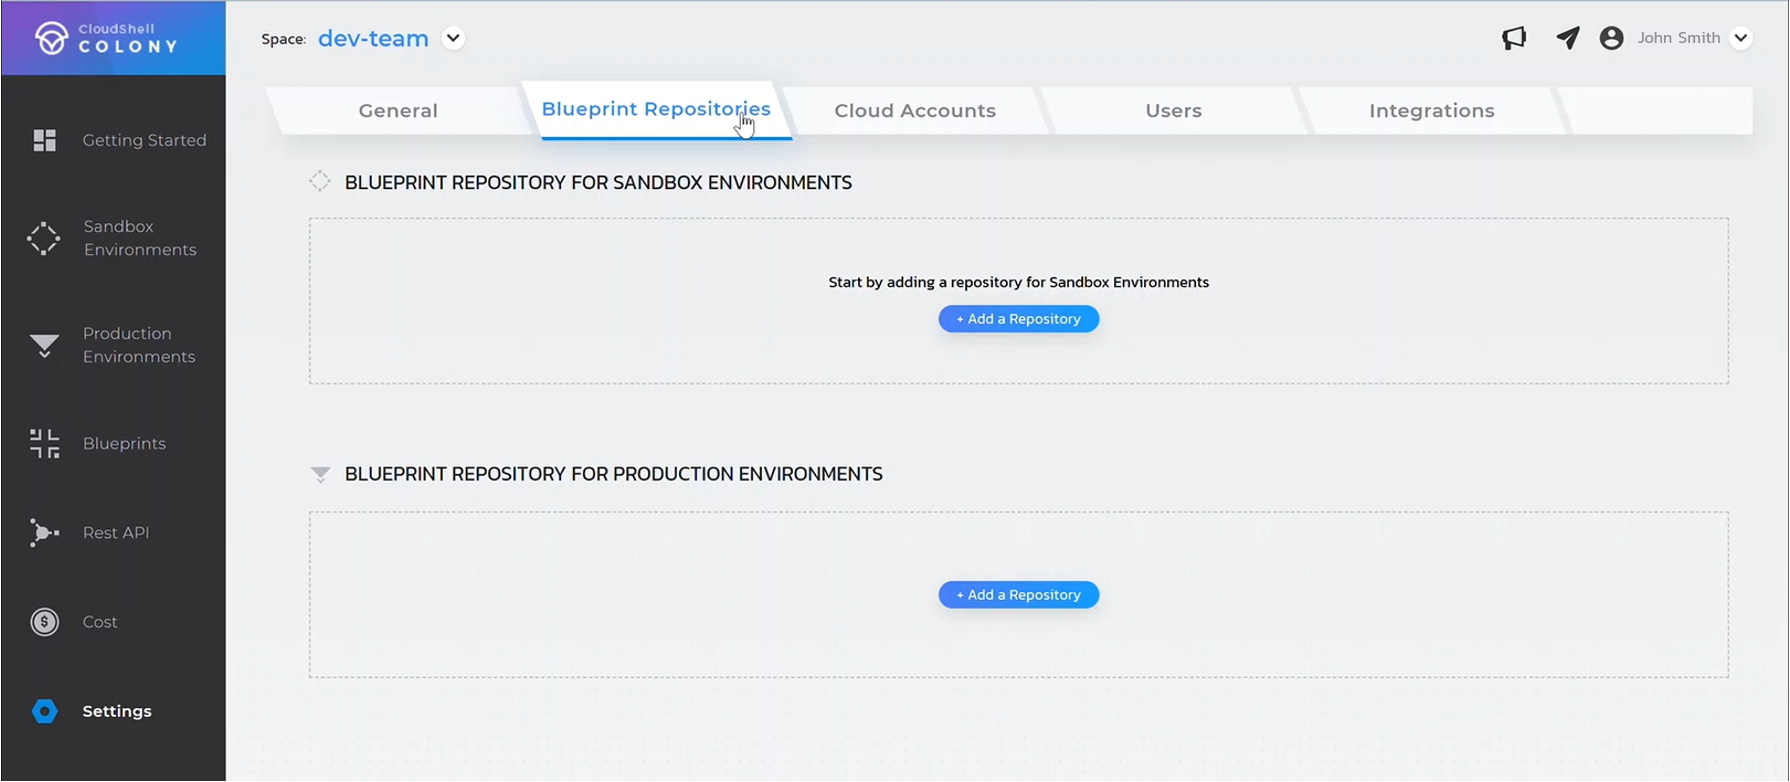 CloudShell
COLONY
Space: dev-team
John Smith
General
Blueprint Repositories
Cloud Accounts
Users
Integrations
Getting Started
Sandbox
Environments
Production
Environments
Blueprints
Rest API
Cost
Settings
BLUEPRINT REPOSITORY FOR SANDBOX ENVIRONMENTS
Start by adding a repository for Sandbox Environments
+ Add a Repository
BLUEPRINT REPOSITORY FOR PRODUCTION ENVIRONMENTS
+ Add a Repository